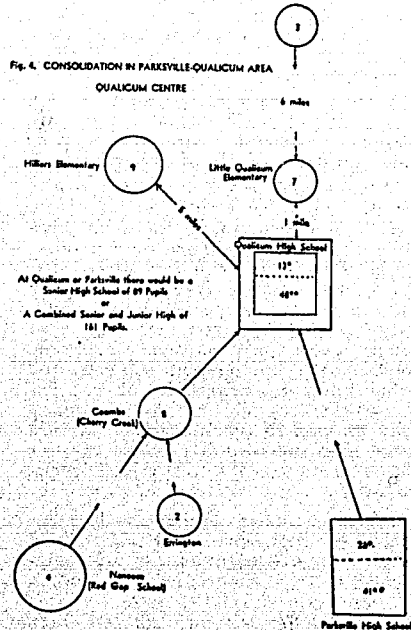 3
Fig. 4. CONSOLIDATION IN PARKSVILLE-QUALICUM AREA
QUALICUM CENTRE
6 miles
Hilliers Elementary
9
Little Qualicum
Elementary
7
8 miles
1 mile
Qualicum High School
At Qualicum or Parksville there would be a
Senior High School of 89 Pupils
or
A Combined Senior and Junior High of
161 Pupils.
Coombs
(Cherry Creek)
2
Errington
Nanoose
(Red Gap School)
Parksville High School